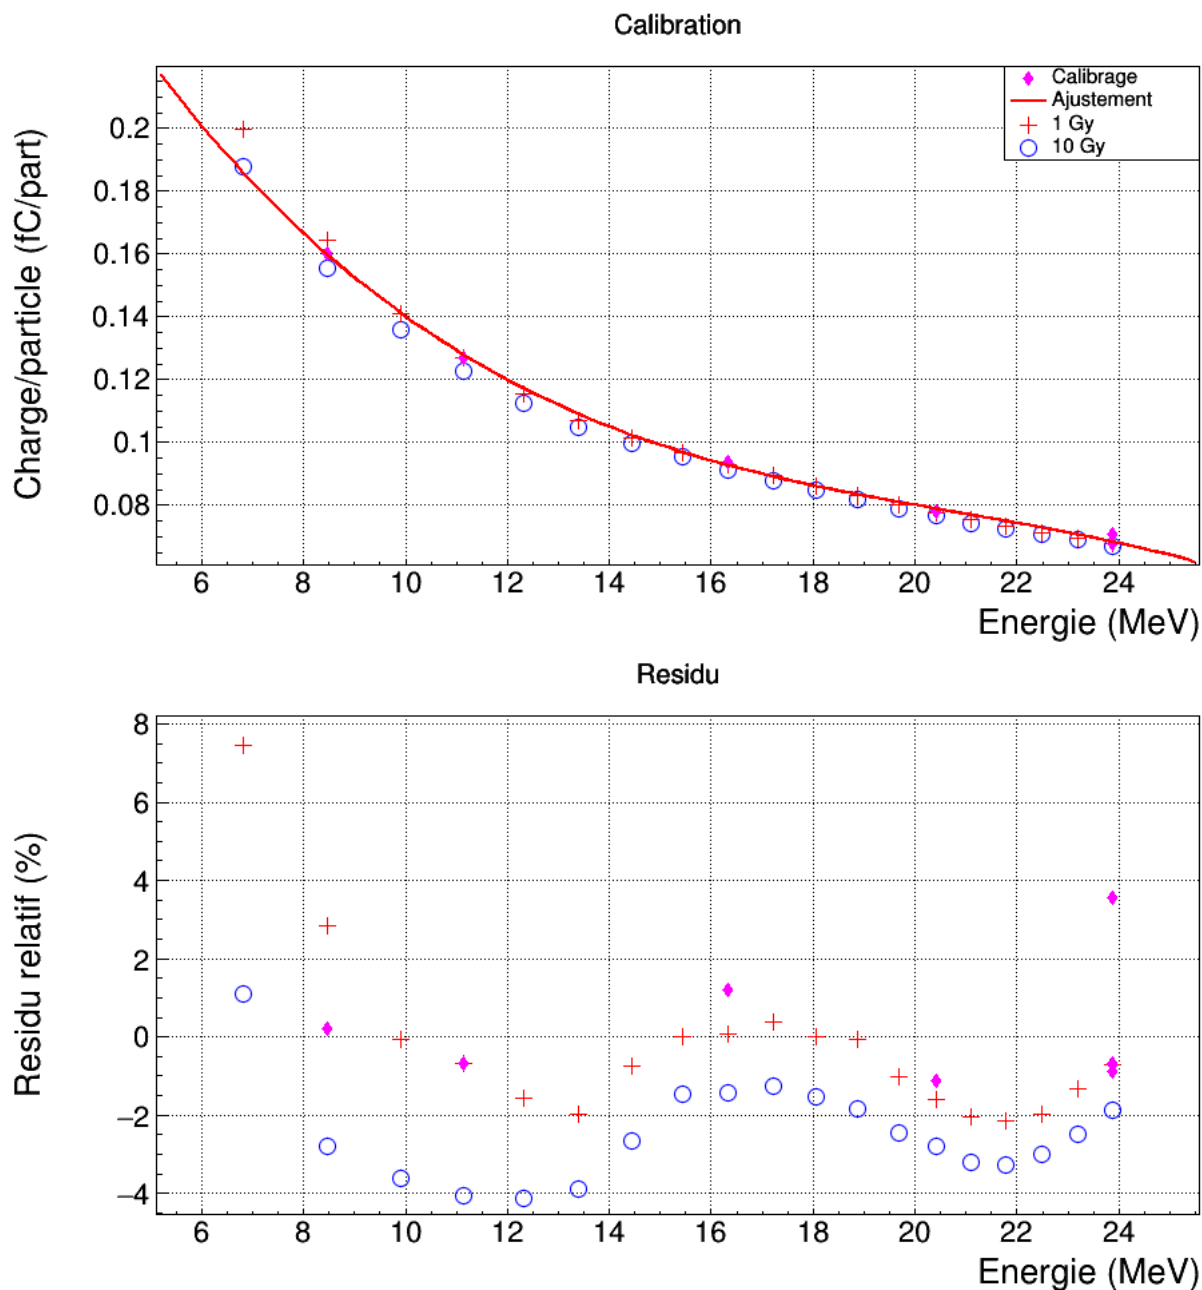 Calibration
Charge/particle (fC/part)
0.2
0.18
0.16
0.14
0.12
0.1
0.08
Calibrage
Ajustement
1 Gy
10 Gy
6 8 10 12 14 16 18 20 22 24
Energie (MeV)
Residu
Residu relatif (%)
8
6
4
2
0
−2
−4
6 8 10 12 14 16 18 20 22 24
Energie (MeV)